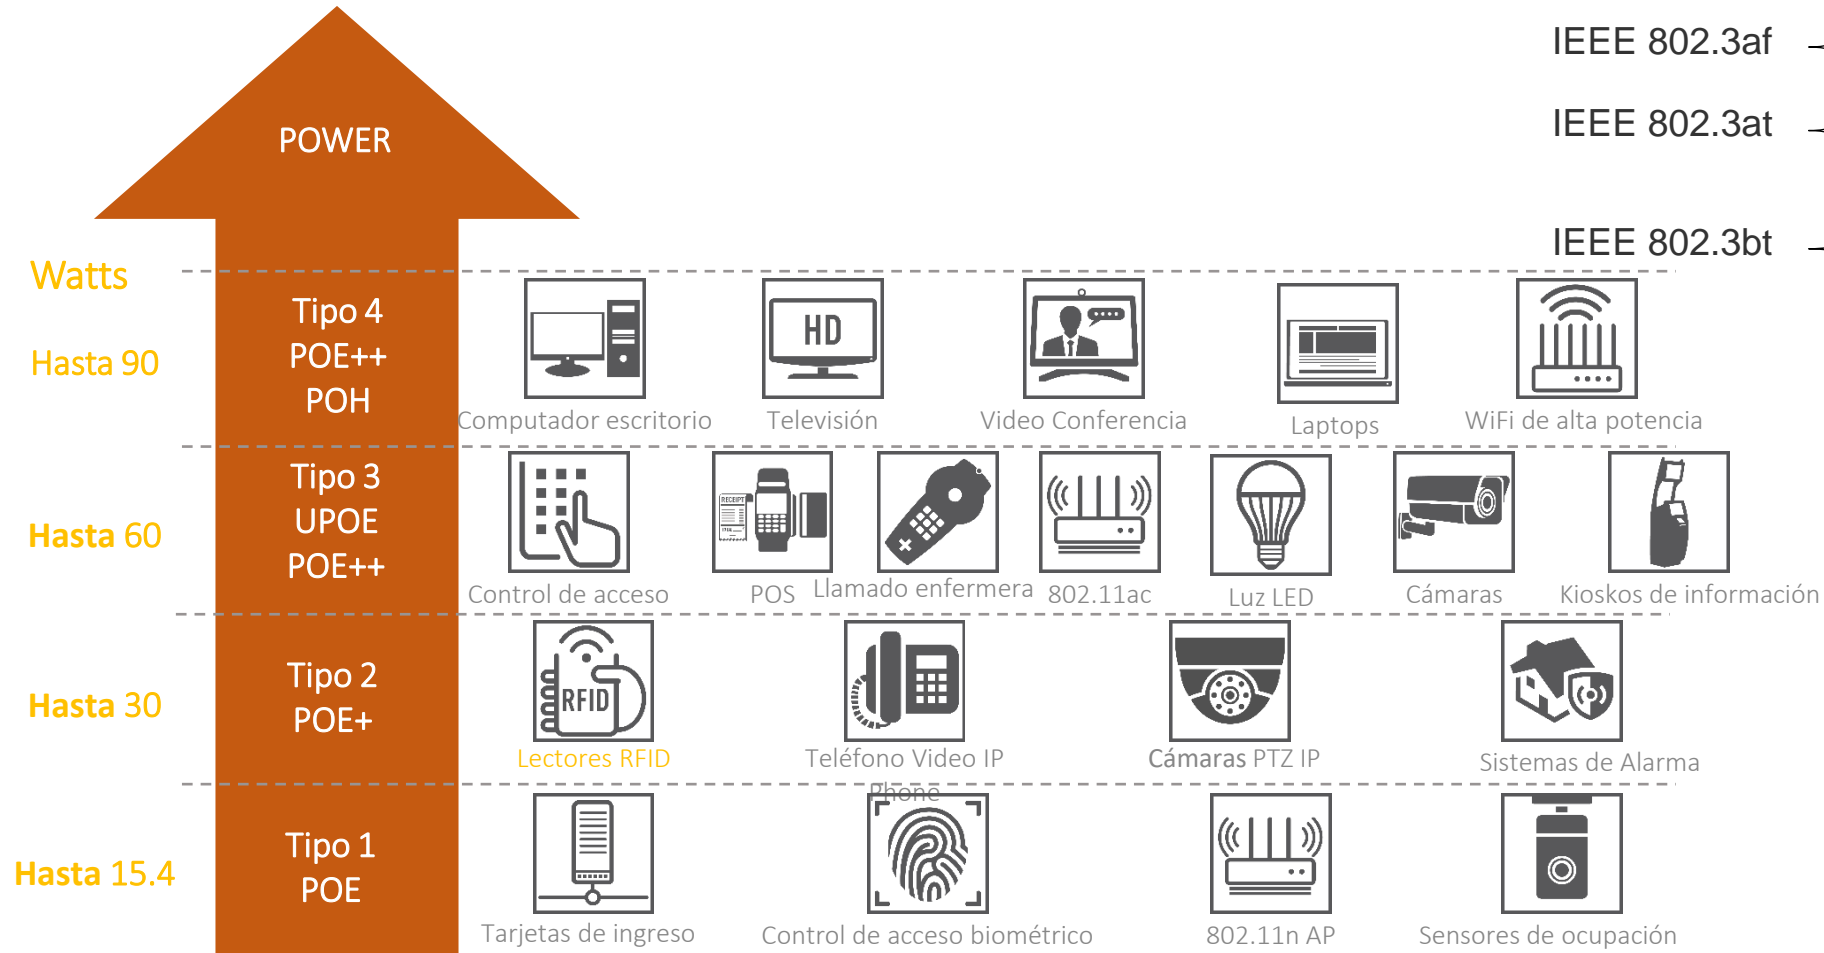 IEEE 802.3af
IEEE 802.3at
IEEE 802.3bt
POWER
Watts
Hasta 90
Tipo 4
POE++
POH
HD
Computador escritorio
Televisión
Video Conferencia
Laptops
WiFi de alta potencia
Hasta 60
Tipo 3
UPOE
POE++
RECEIPT
Control de acceso
POS
Llamado enfermera
802.11ac
Luz LED
Cámaras
Kioskos de información
Hasta 30
Tipo 2
POE+
RFID
Lectores RFID
Teléfono Video IP
Phone
Cámaras PTZ IP
Sistemas de Alarma
Hasta 15.4
Tipo 1
POE
Tarjetas de ingreso
Control de acceso biométrico
802.11n AP
Sensores de ocupación